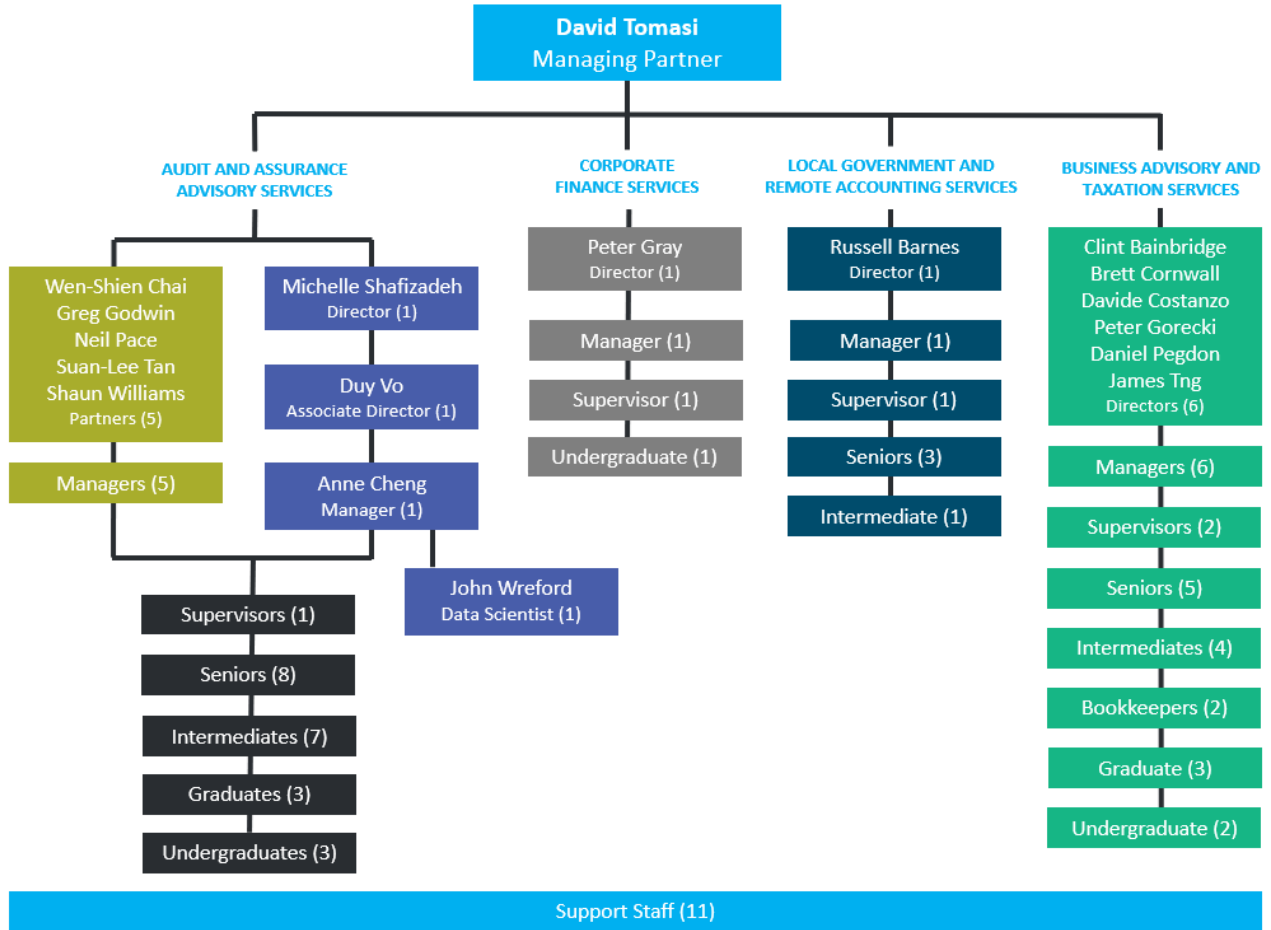 David Tomasi
Managing Partner
AUDIT AND ASSURANCE
ADVISORY SERVICES
Wen-Shien Chai
Greg Godwin
Neil Pace
Suan-Lee Tan
Shaun Williams
Partners (5)
Managers (5)
Michelle Shafizadeh
Director (1)
Duy Vo
Associate Director (1)
Anne Cheng
Manager (1)
John Wreford
Data Scientist (1)
Supervisors (1)
Seniors (8)
Intermediates (7)
Graduates (3)
Undergraduates (3)
CORPORATE
FINANCE SERVICES
Peter Gray
Director (1)
Manager (1)
Supervisor (1)
Undergraduate (1)
LOCAL GOVERNMENT AND
REMOTE ACCOUNTING SERVICES
Russell Barnes
Director (1)
Manager (1)
Supervisor (1)
Seniors (3)
Intermediate (1)
BUSINESS ADVISORY AND
TAXATION SERVICES
Clint Bainbridge
Brett Cornwall
Davide Costanzo
Peter Gorecki
Daniel Pegdon
James Tng
Directors (6)
Managers (6)
Supervisors (2)
Seniors (5)
Intermediates (4)
Bookkeepers (2)
Graduate (3)
Undergraduate (2)
Support Staff (11)